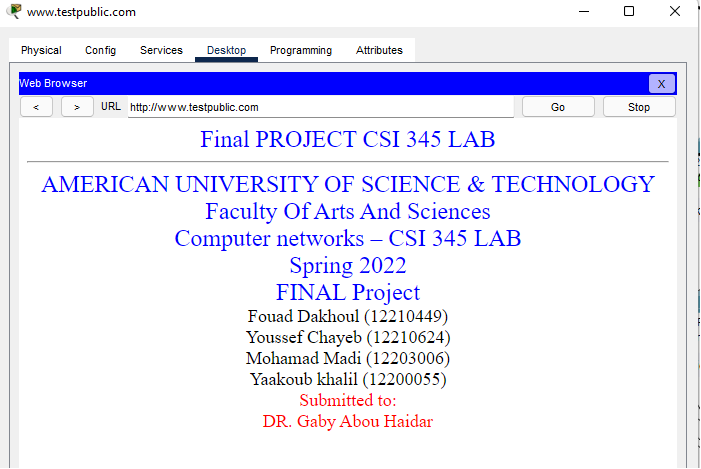 www.testpublic.com
Physical Config Services Desktop Programming Attributes
Web Browser X
< > URL http://www.testpublic.com Go Stop
Final PROJECT CSI 345 LAB
AMERICAN UNIVERSITY OF SCIENCE & TECHNOLOGY
Faculty Of Arts And Sciences
Computer networks – CSI 345 LAB
Spring 2022
FINAL Project
Fouad Dakhoul (12210449)
Youssef Chayeb (12210624)
Mohamad Madi (12203006)
Yaakoub khalil (12200055)
Submitted to:
DR. Gaby Abou Haidar